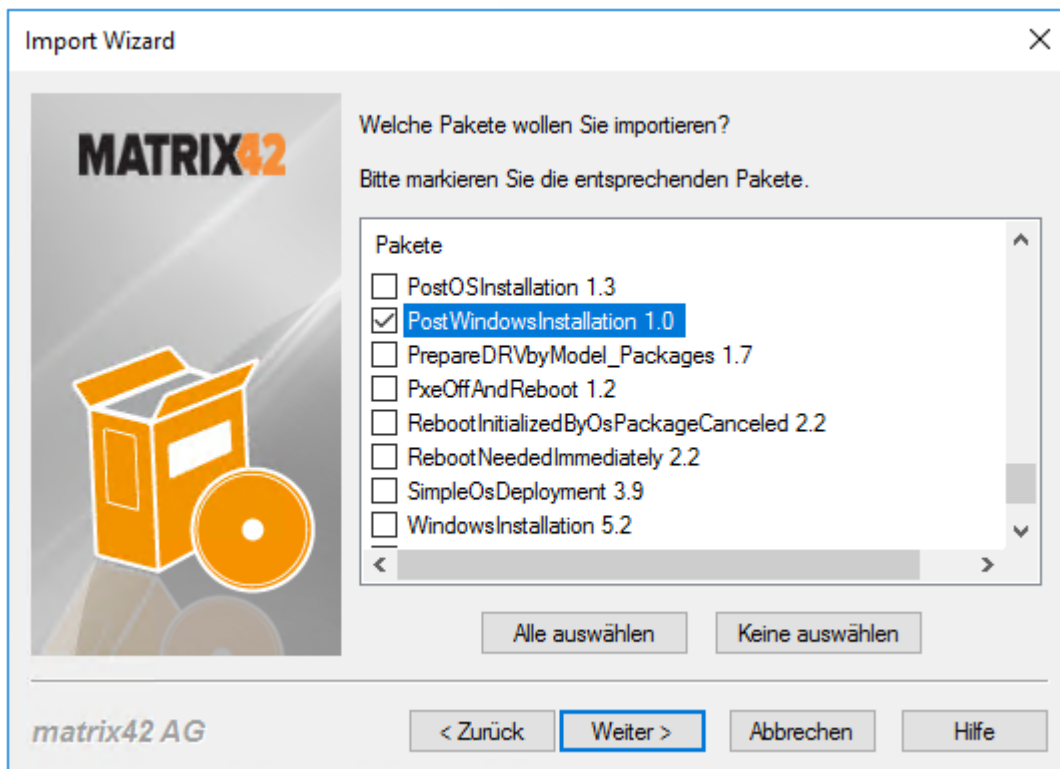 Import Wizard
MATRIX42
Welche Pakete wollen Sie importieren?
Bitte markieren Sie die entsprechenden Pakete.
Pakete
PostOSInstallation 1.3
PostWindowsInstallation 1.0
PrepareDRVbyModel_Packages 1.7
PxeOffAndReboot 1.2
RebootInitializedByOsPackageCanceled 2.2
RebootNeededImmediately 2.2
SimpleOsDeployment 3.9
WindowsInstallation 5.2
Alle auswählen Keine auswählen
matrix42 AG < Zurück Weiter > Abbrechen Hilfe